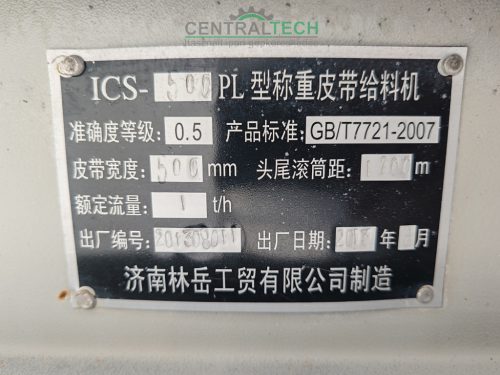 CENTRALTECH
ICS-500PL型称重皮带给料机
准确度等级: 0.5 产品标准: GB/T7721-2007
皮带宽度: 500 mm 头尾滚筒距: 1200 m
额定流量: 1 t/h
出厂编号: 出厂日期: 年 月
济南林岳工贸有限公司制造